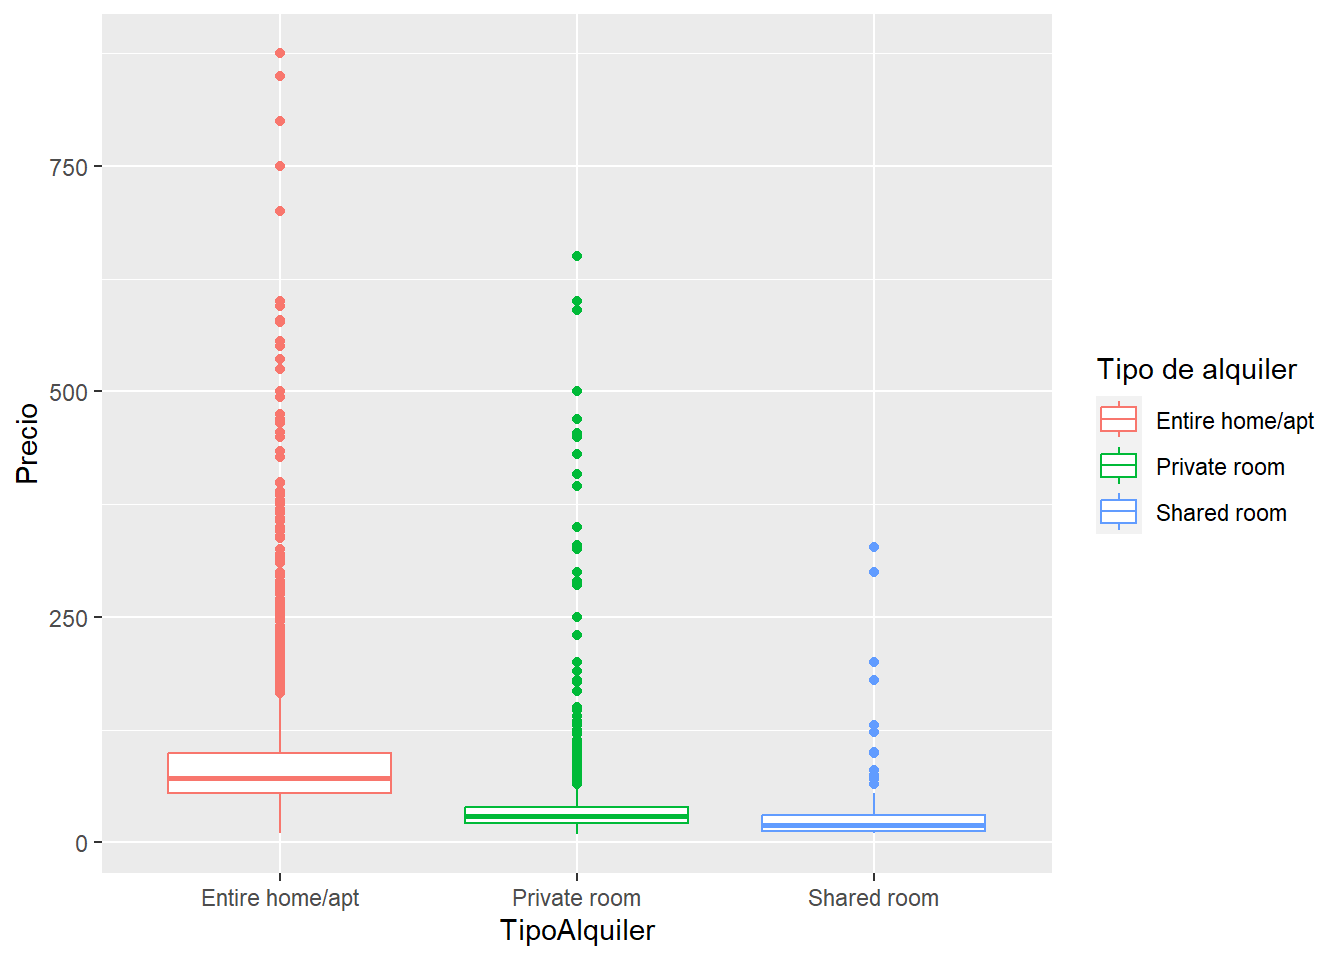 Precio
750
500
250
0
Entire home/apt
Private room
Shared room
TipoAlquiler
Tipo de alquiler
Entire home/apt
Private room
Shared room